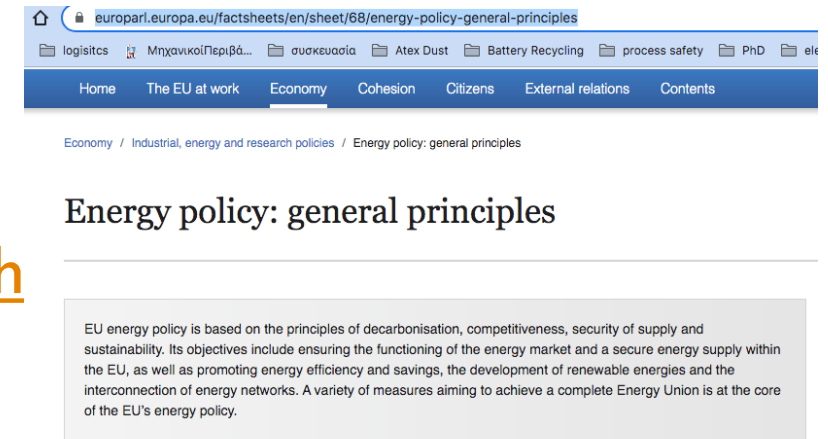 europarl.europa.eu/factsheets/en/sheet/68/energy-policy-general-principles
logisitcs ΜηχανικοίΠεριβά... συσκευασία Atex Dust Battery Recycling process safety PhD ele
Home The EU at work Economy Cohesion Citizens External relations Contents
Economy / Industrial, energy and research policies / Energy policy: general principles
Energy policy: general principles
h
EU energy policy is based on the principles of decarbonisation, competitiveness, security of supply and
sustainability. Its objectives include ensuring the functioning of the energy market and a secure energy supply within
the EU, as well as promoting energy efficiency and savings, the development of renewable energies and the
interconnection of energy networks. A variety of measures aiming to achieve a complete Energy Union is at the core
of the EU's energy policy.